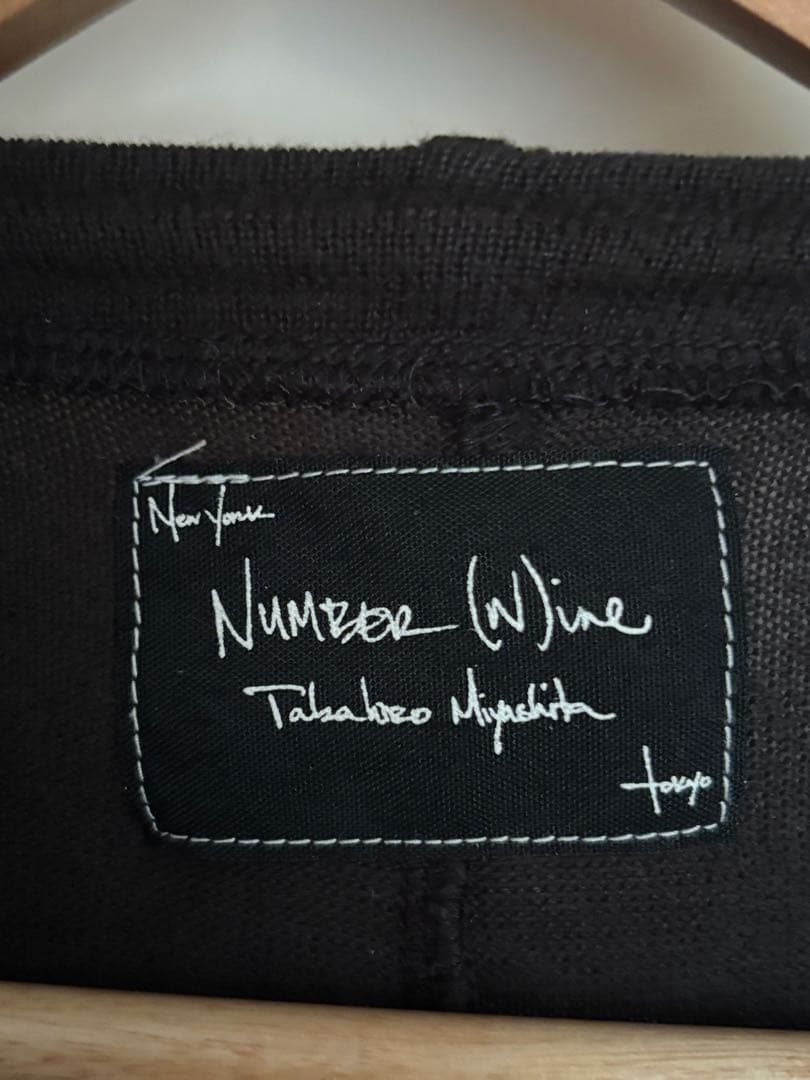 New York
NUMBER (N)ine
Takahiro Miyashita
tokyo